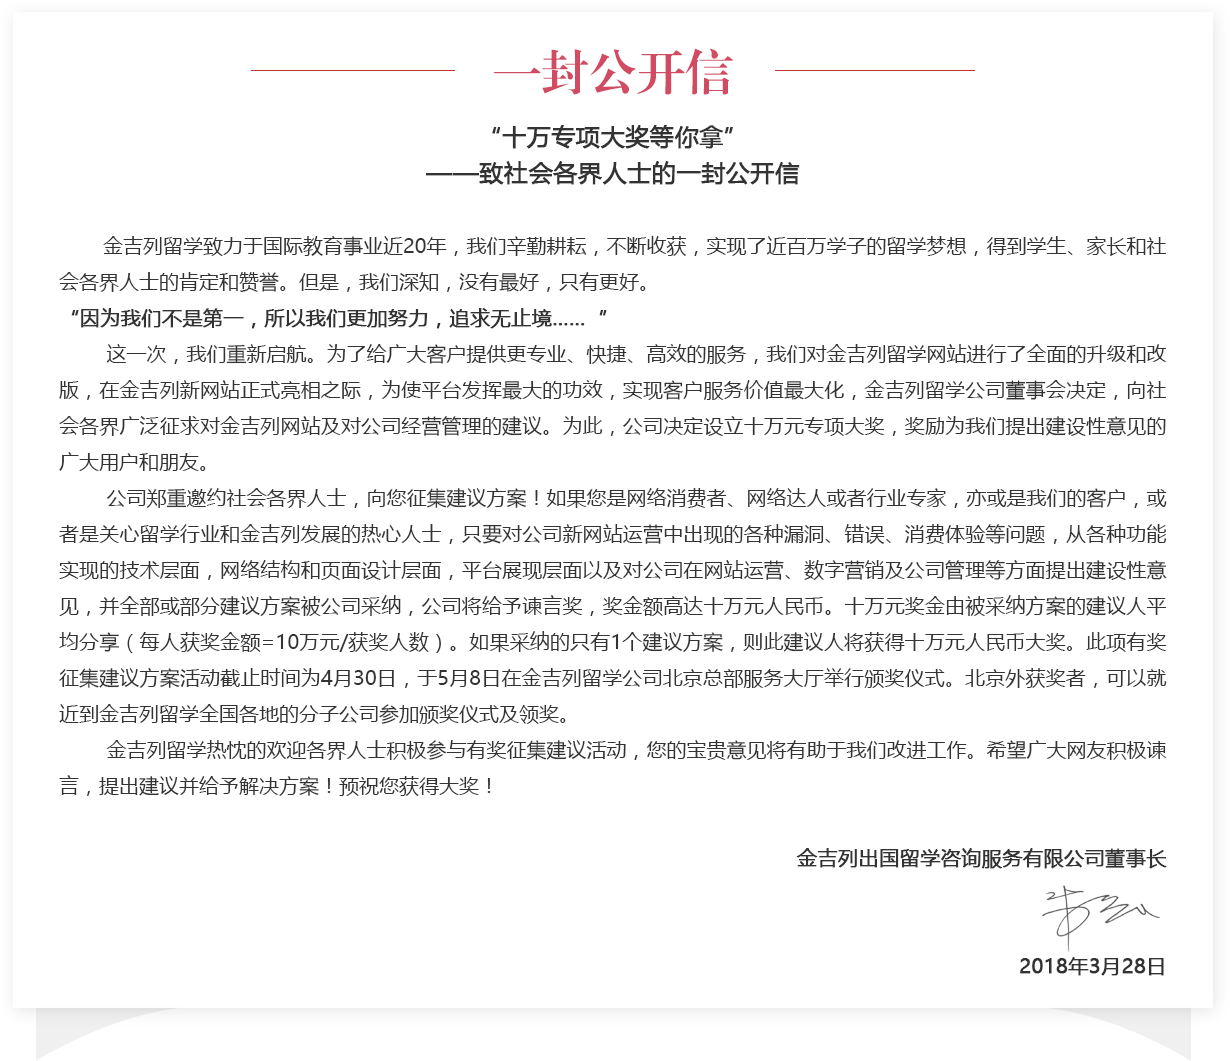 一封公开信
“十万专项大奖等你拿”
——致社会各界人士的一封公开信
金吉列留学致力于国际教育事业近20年，我们辛勤耕耘，不断收获，实现了近百万学子的留学梦想，得到学生、家长和社
会各界人士的肯定和赞誉。但是，我们深知，没有最好，只有更好。
“因为我们不是第一，所以我们更加努力，追求无止境...... ”
这一次，我们重新启航。为了给广大客户提供更专业、快捷、高效的服务，我们对金吉列留学网站进行了全面的升级和改
版，在金吉列新网站正式亮相之际，为使平台发挥最大的功效，实现客户服务价值最大化，金吉列留学公司董事会决定，向社
会各界广泛征求对金吉列网站及对公司经营管理的建议。为此，公司决定设立十万元专项大奖，奖励为我们提出建设性意见的
广大用户和朋友。
公司郑重邀约社会各界人士，向您征集建议方案！如果您是网络消费者、网络达人或者行业专家，亦或是我们的客户，或
者是关心留学行业和金吉列发展的热心人士，只要对公司新网站运营中出现的各种漏洞、错误、消费体验等问题，从各种功能
实现的技术层面，网络结构和页面设计层面，平台展现层面以及对公司在网站运营、数字营销及公司管理等方面提出建设性意
见，并全部或部分建议方案被公司采纳，公司将给予谏言奖，奖金额高达十万元人民币。十万元奖金由被采纳方案的建议人平
均分享（每人获奖金额=10万元/获奖人数）。如果采纳的只有1个建议方案，则此建议人将获得十万元人民币大奖。此项有奖
征集建议方案活动截止时间为4月30日，于5月8日在金吉列留学公司北京总部服务大厅举行颁奖仪式。北京外获奖者，可以就
近到金吉列留学全国各地的分子公司参加颁奖仪式及领奖。
金吉列留学热忱的欢迎各界人士积极参与有奖征集建议活动，您的宝贵意见将有助于我们改进工作。希望广大网友积极谏
言，提出建议并给予解决方案！预祝您获得大奖！
金吉列出国留学咨询服务有限公司董事长
2018年3月28日